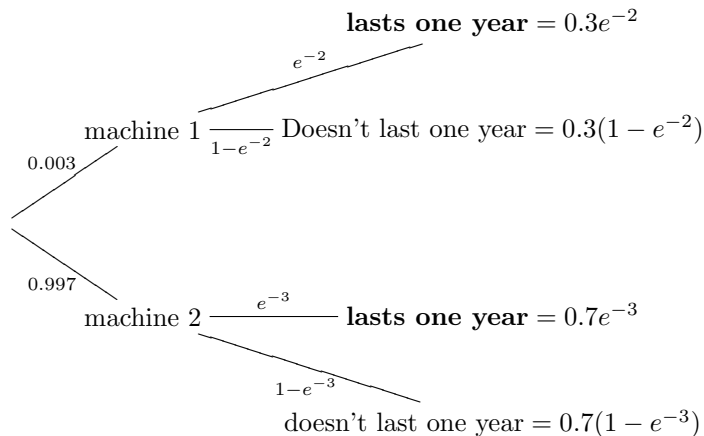 lasts one year = 0.3e⁻²
e⁻²
machine 1
1−e⁻²
Doesn't last one year = 0.3(1 − e⁻²)
0.003
0.997
machine 2
e⁻³
lasts one year = 0.7e⁻³
1−e⁻³
doesn't last one year = 0.7(1 − e⁻³)